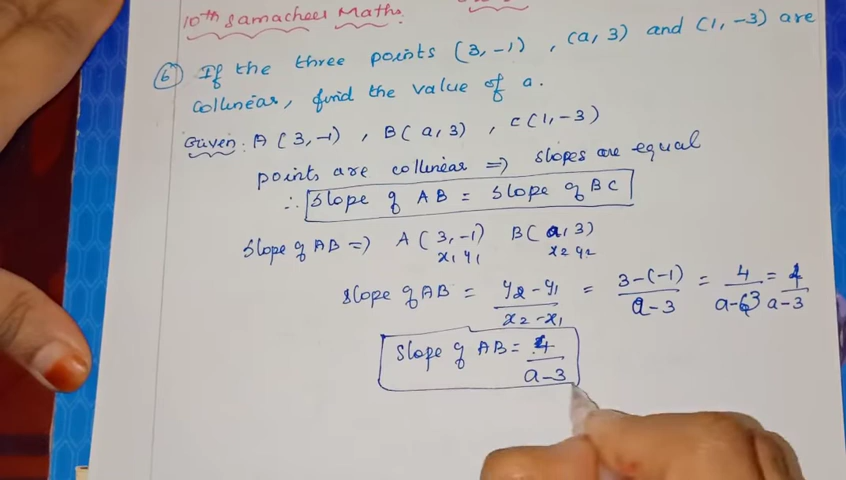 10th Samacheer Maths.
⑥ If the three points (3, -1) , (a, 3) and (1, -3) are
collinear, find the value of a.
Given: A (3, -1) , B( a, 3) , C (1, -3)
points are collinear => slopes are equal
∴ Slope of AB = Slope of BC
Slope of AB => A ( 3, -1) B( a, 3)
x1 y1 x2 y2
Slope of AB = y2 - y1 / x2 - x1 = 3-(-1) / a-3 = 4 / a-3 = 4 / a-3
Slope of AB = 4 / a-3